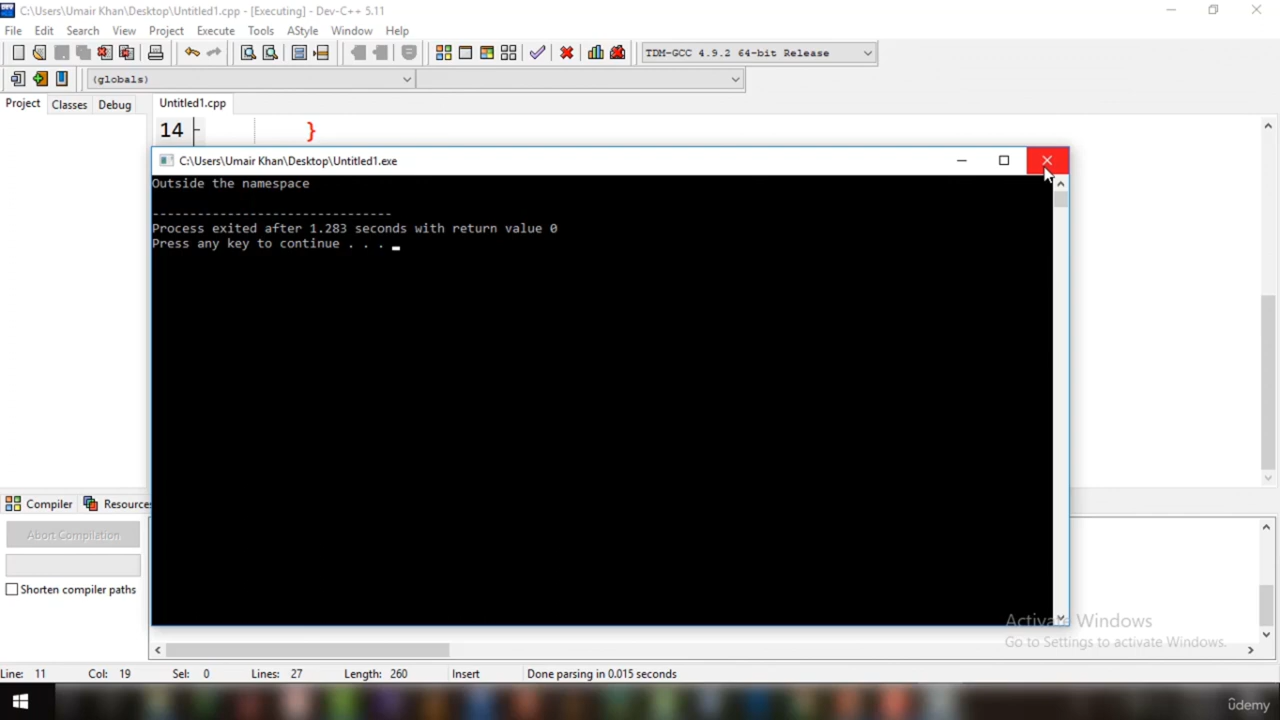 C:\Users\Umair Khan\Desktop\Untitled1.cpp - [Executing] - Dev-C++ 5.11
File Edit Search View Project Execute Tools AStyle Window Help
TDM-GCC 4.9.2 64-bit Release
(globals)
Project Classes Debug Untitled1.cpp
14 }
C:\Users\Umair Khan\Desktop\Untitled1.exe
Outside the namespace
--------------------------------
Process exited after 1.283 seconds with return value 0
Press any key to continue . . .
Compiler Resources
Abort Compilation
Shorten compiler paths
Activate Windows
Go to Settings to activate Windows.
Line: 11 Col: 19 Sel: 0 Lines: 27 Length: 260 Insert Done parsing in 0.015 seconds
ûdemy